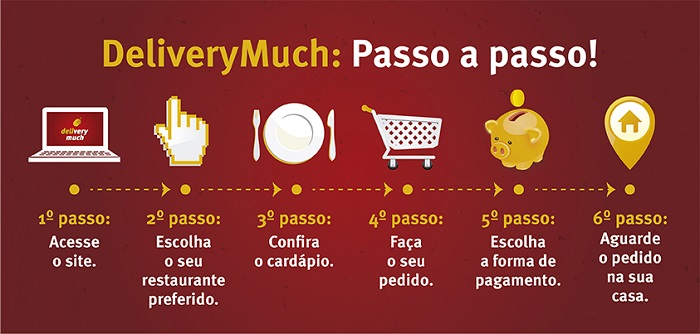 DeliveryMuch: Passo a passo!
delivery
much
1º passo:
Acesse
o site.
2º passo:
Escolha
o seu
restaurante
preferido.
3º passo:
Confira
o cardápio.
4º passo:
Faça
o seu
pedido.
5º passo:
Escolha
a forma de
pagamento.
6º passo:
Aguarde
o pedido
na sua
casa.